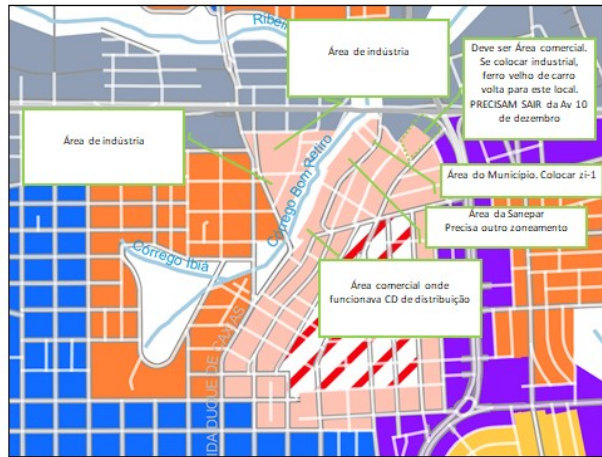 Ribei
Área de indústria
Deve ser Área comercial.
Se colocar industrial,
ferro velho de carro
volta para este local.
PRECISAM SAIR da Av 10
de dezembro
Área de indústria
Área do Município. Colocar zi-1
Área da Sanepar
Precisa outro zoneamento
Córrego Bom Retiro
Córrego Ibiá
Área comercial onde
funcionava CD de distribuição
IDA DUQUE DE CAXIAS